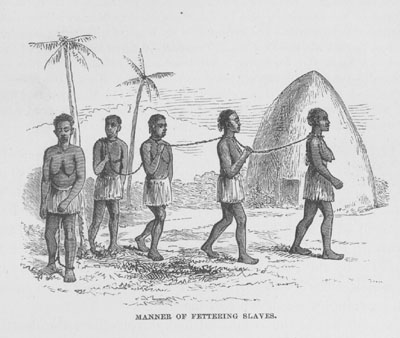 MANNER OF FETTERING SLAVES.